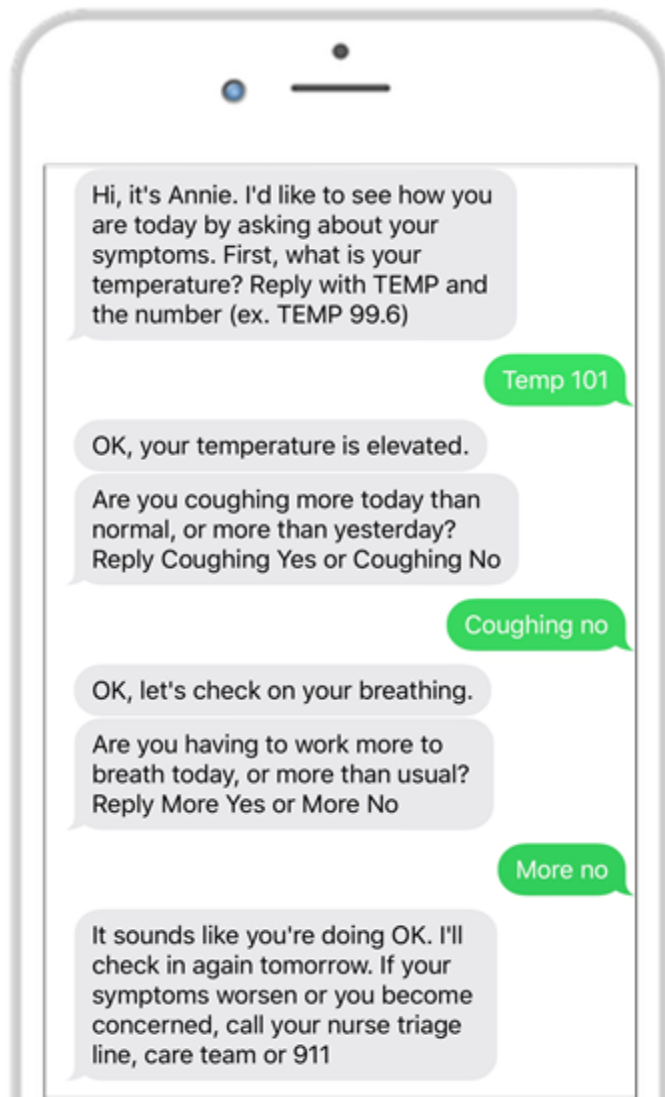 Hi, it's Annie. I'd like to see how you
are today by asking about your
symptoms. First, what is your
temperature? Reply with TEMP and
the number (ex. TEMP 99.6)
Temp 101
OK, your temperature is elevated.
Are you coughing more today than
normal, or more than yesterday?
Reply Coughing Yes or Coughing No
Coughing no
OK, let's check on your breathing.
Are you having to work more to
breath today, or more than usual?
Reply More Yes or More No
More no
It sounds like you're doing OK. I'll
check in again tomorrow. If your
symptoms worsen or you become
concerned, call your nurse triage
line, care team or 911